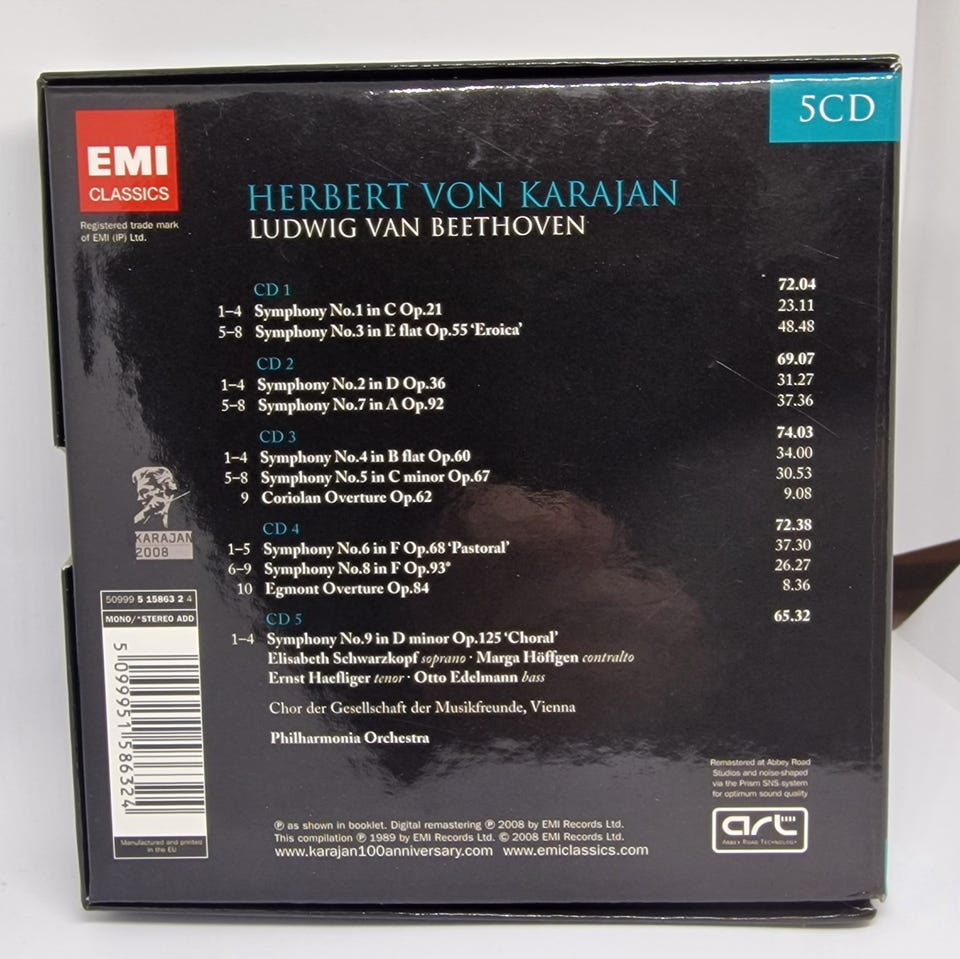 5CD
EMI
CLASSICS
Registered trade mark
of EMI (IP) Ltd.
HERBERT VON KARAJAN
LUDWIG VAN BEETHOVEN
CD 1 72.04
1–4 Symphony No.1 in C Op.21 23.11
5–8 Symphony No.3 in E flat Op.55 ‘Eroica’ 48.48
CD 2 69.07
1–4 Symphony No.2 in D Op.36 31.27
5–8 Symphony No.7 in A Op.92 37.36
CD 3 74.03
1–4 Symphony No.4 in B flat Op.60 34.00
5–8 Symphony No.5 in C minor Op.67 30.53
9 Coriolan Overture Op.62 9.08
CD 4 72.38
1–5 Symphony No.6 in F Op.68 ‘Pastoral’ 37.30
6–9 Symphony No.8 in F Op.93* 26.27
10 Egmont Overture Op.84 8.36
CD 5 65.32
1–4 Symphony No.9 in D minor Op.125 ‘Choral’
Elisabeth Schwarzkopf soprano · Marga Höffgen contralto
Ernst Haefliger tenor · Otto Edelmann bass
Chor der Gesellschaft der Musikfreunde, Vienna
Philharmonia Orchestra
KARAJAN
2008
50999 5 15863 2 4
MONO/*STEREO ADD
5099951586324
Manufactured and printed
in the EU
Remastered at Abbey Road
Studios and noise-shaped
via the Prism SNS system
for optimum sound quality
art
ABBEY ROAD TECHNOLOGY
℗ as shown in booklet. Digital remastering ℗ 2008 by EMI Records Ltd.
This compilation ℗ 1989 by EMI Records Ltd. © 2008 EMI Records Ltd.
www.karajan100anniversary.com www.emiclassics.com